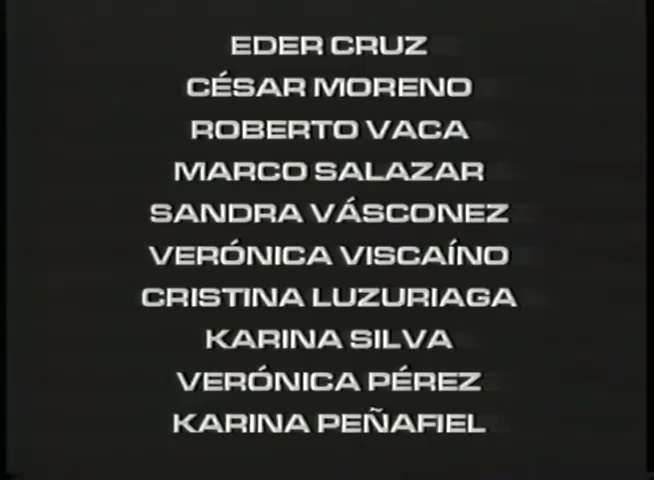 EDER CRUZ
CÉSAR MORENO
ROBERTO VACA
MARCO SALAZAR
SANDRA VÁSCONEZ
VERÓNICA VISCAÍNO
CRISTINA LUZURIAGA
KARINA SILVA
VERÓNICA PÉREZ
KARINA PEÑAFIEL